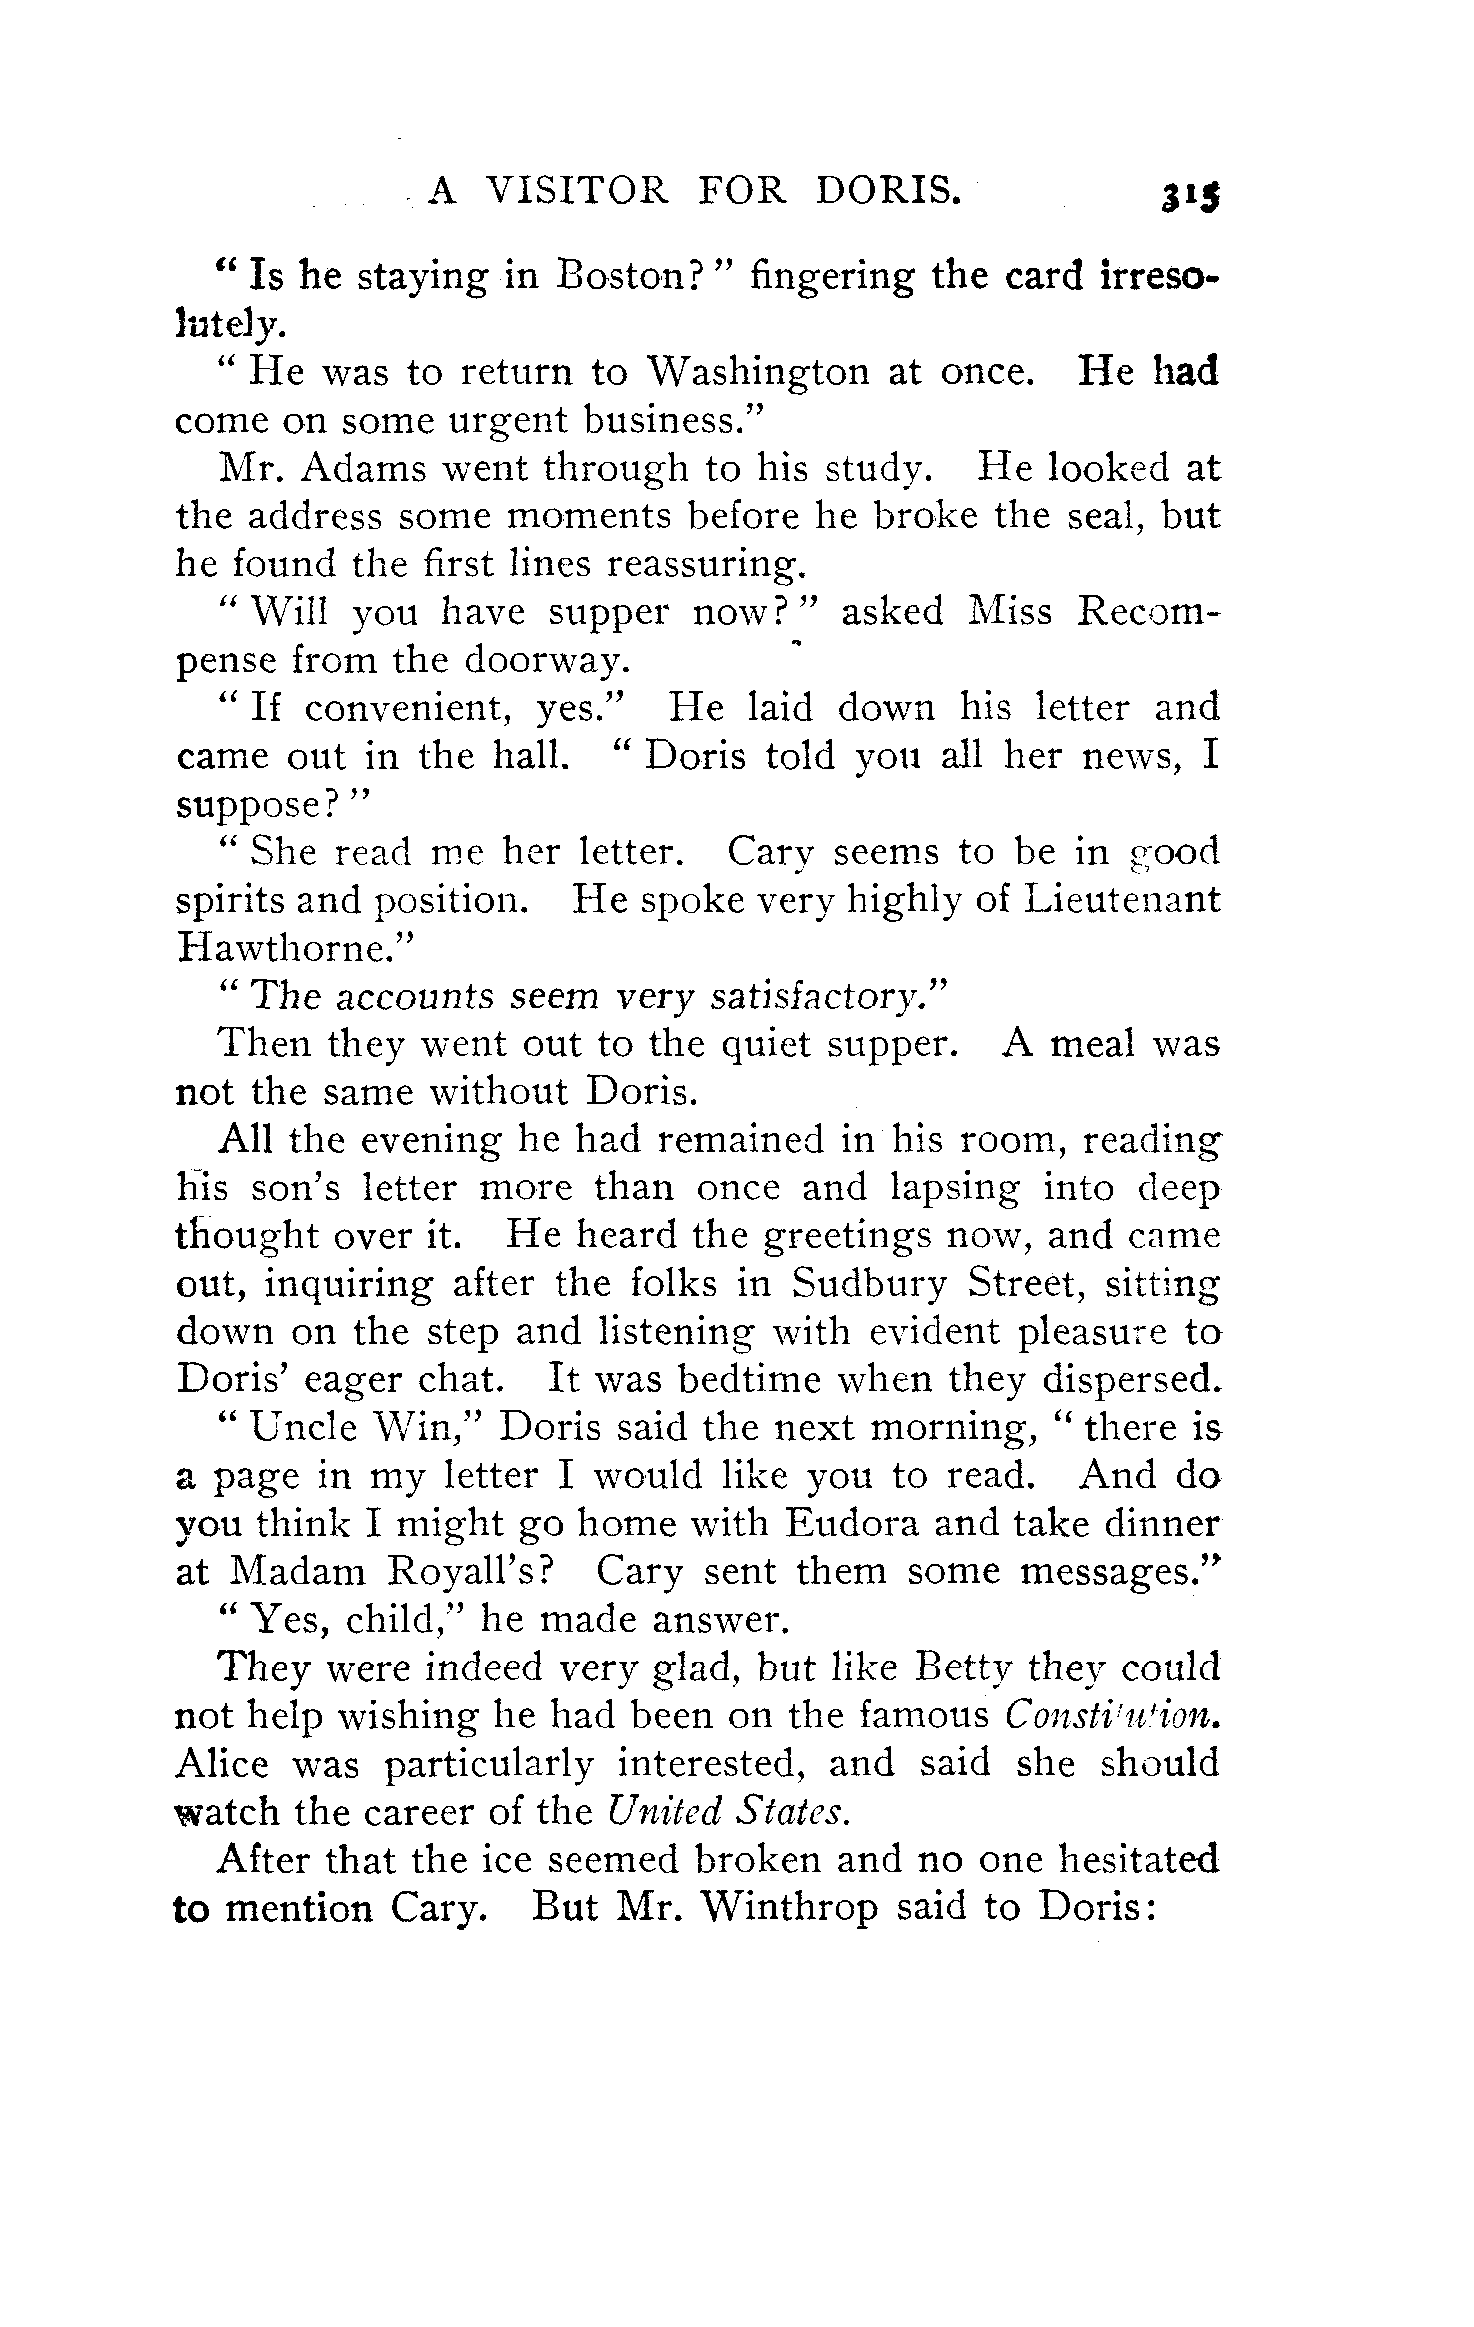 A VISITOR FOR DORIS. 315
" Is he staying in Boston? " fingering the card irreso-
lutely.
" He was to return to Washington at once. He had
come on some urgent business."
Mr. Adams went through to his study. He looked at
the address some moments before he broke the seal, but
he found the first lines reassuring.
" Will you have supper now? " asked Miss Recom-
pense from the doorway.
" If convenient, yes." He laid down his letter and
came out in the hall. " Doris told you all her news, I
suppose? "
" She read me her letter. Cary seems to be in good
spirits and position. He spoke very highly of Lieutenant
Hawthorne."
" The accounts seem very satisfactory."
Then they went out to the quiet supper. A meal was
not the same without Doris.
All the evening he had remained in his room, reading
his son's letter more than once and lapsing into deep
thought over it. He heard the greetings now, and came
out, inquiring after the folks in Sudbury Street, sitting
down on the step and listening with evident pleasure to
Doris' eager chat. It was bedtime when they dispersed.
" Uncle Win," Doris said the next morning, " there is
a page in my letter I would like you to read. And do
you think I might go home with Eudora and take dinner
at Madam Royall's? Cary sent them some messages."
" Yes, child," he made answer.
They were indeed very glad, but like Betty they could
not help wishing he had been on the famous Constitution.
Alice was particularly interested, and said she should
watch the career of the United States.
After that the ice seemed broken and no one hesitated
to mention Cary. But Mr. Winthrop said to Doris: